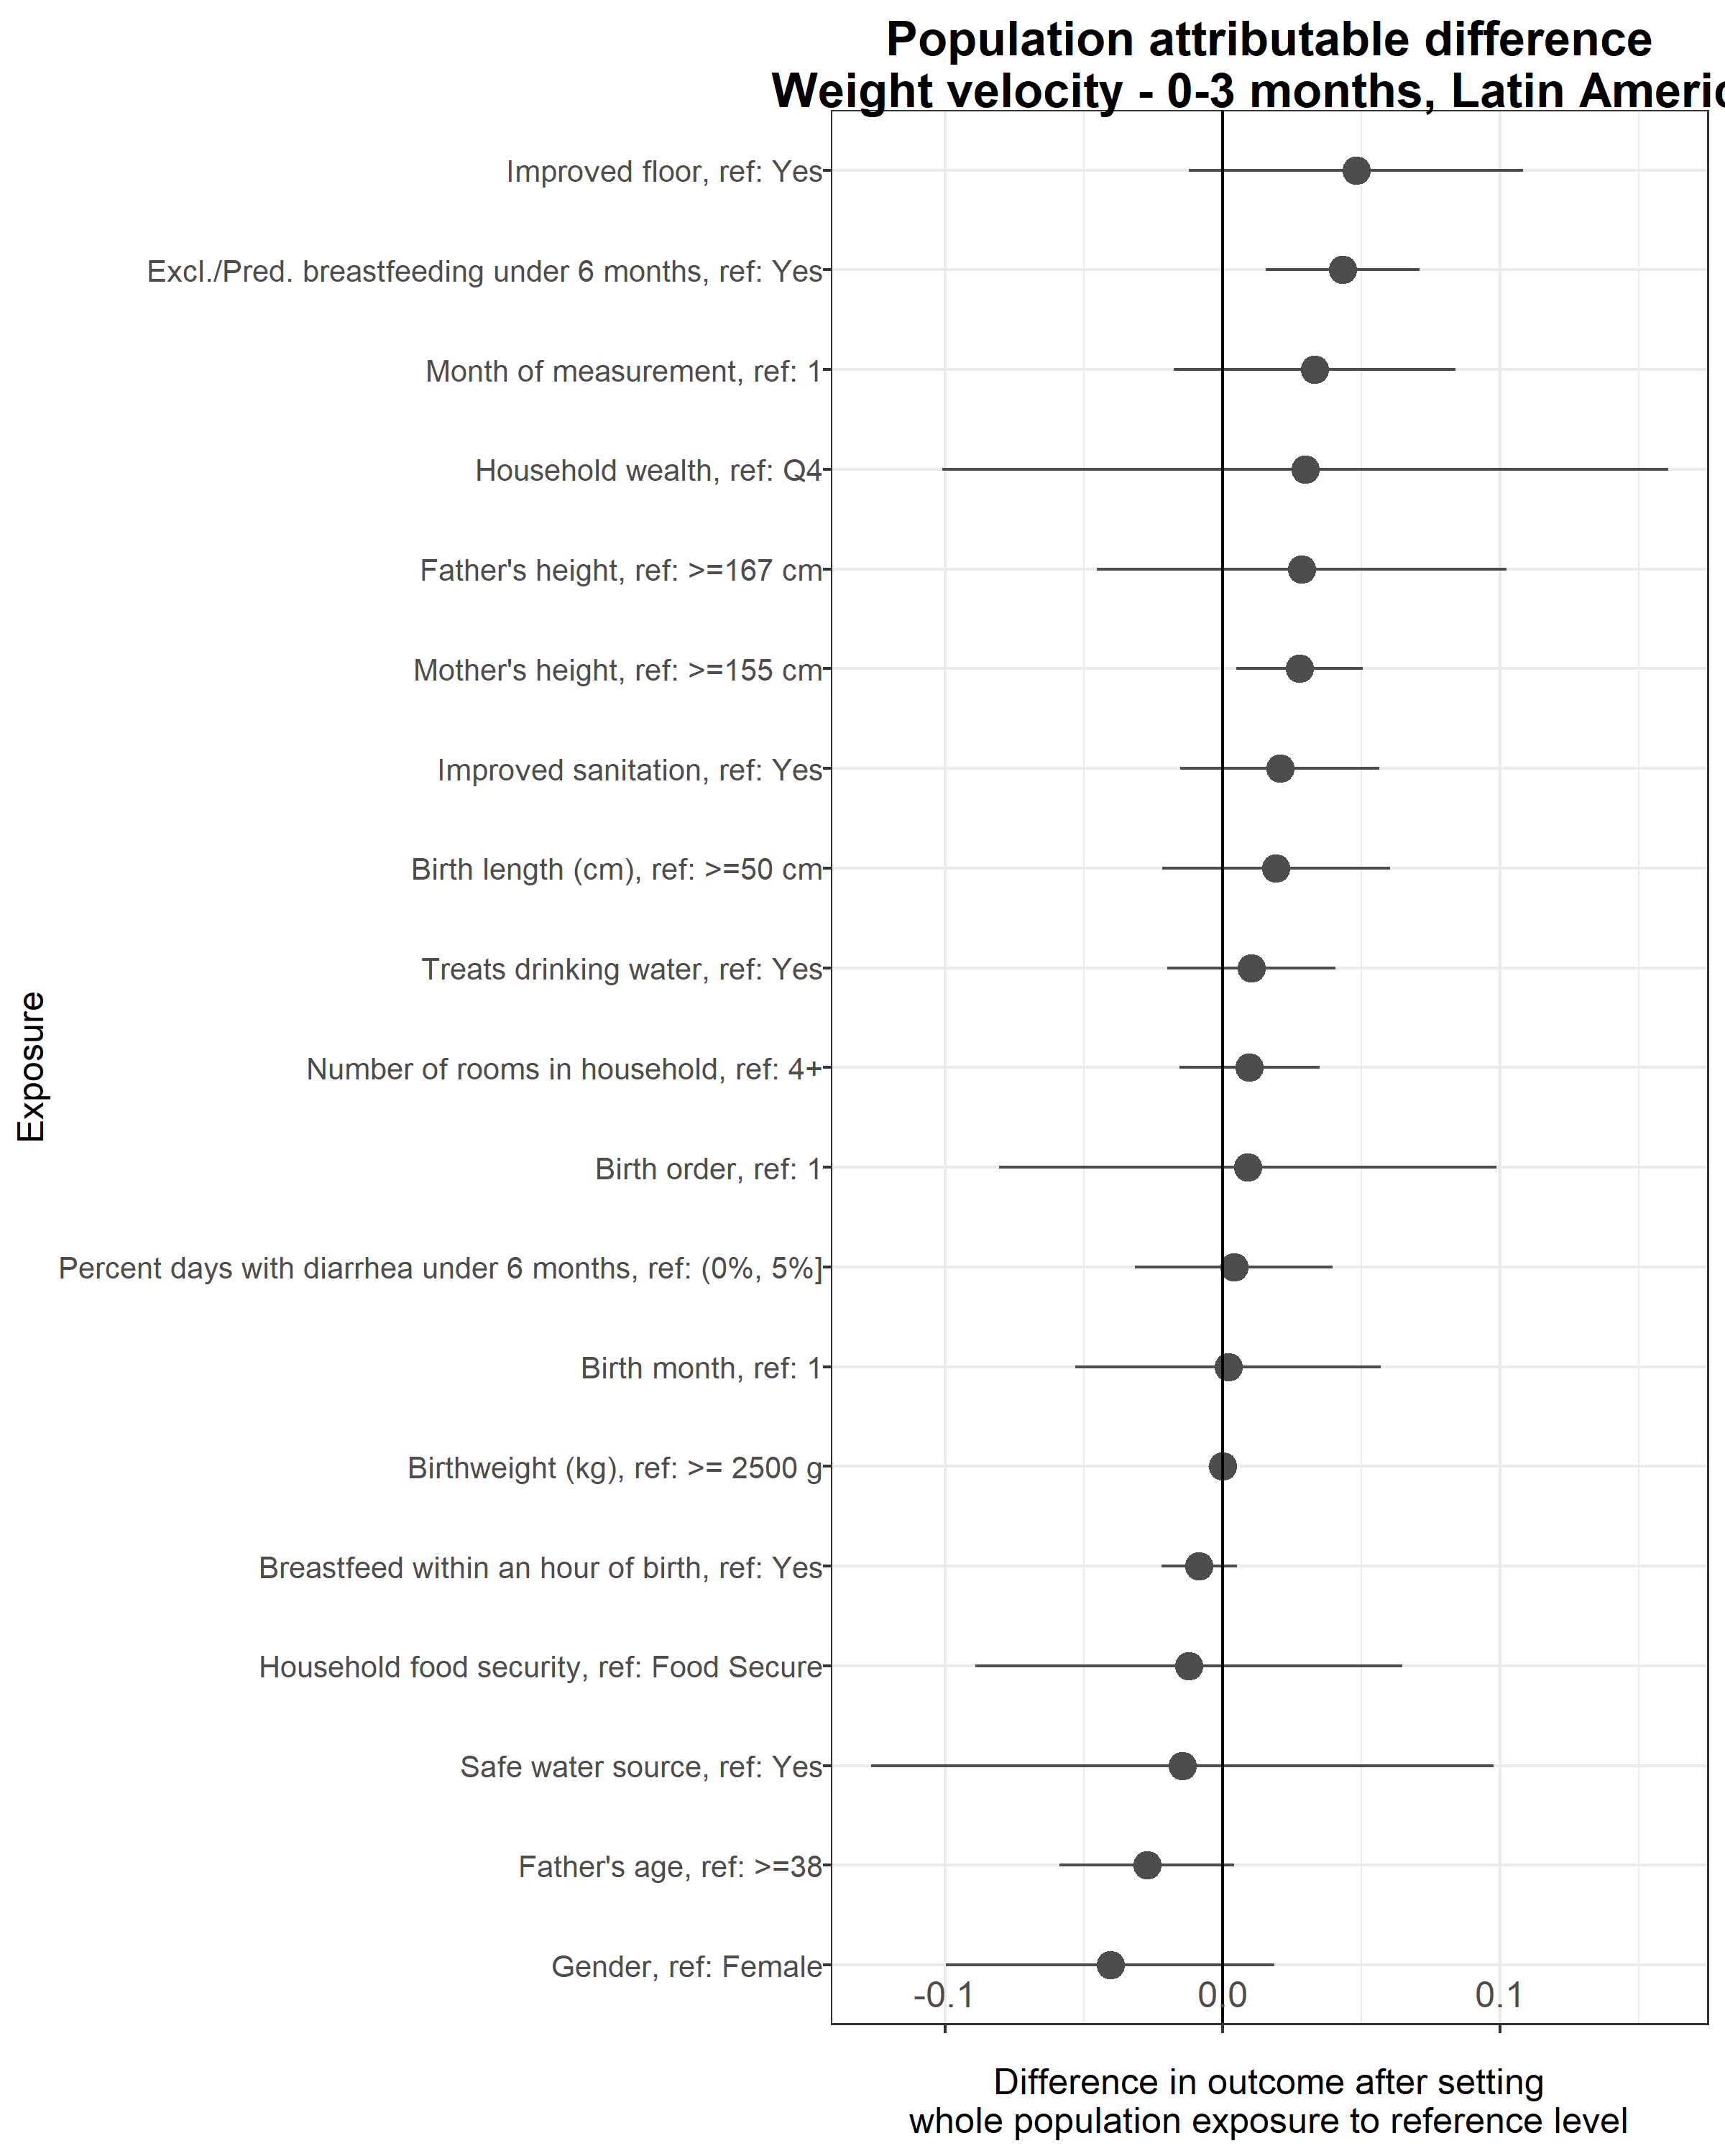 Population attributable difference
Weight velocity - 0-3 months, Latin Americ
Improved floor, ref: Yes
Excl./Pred. breastfeeding under 6 months, ref: Yes
Month of measurement, ref: 1
Household wealth, ref: Q4
Father's height, ref: >=167 cm
Mother's height, ref: >=155 cm
Improved sanitation, ref: Yes
Birth length (cm), ref: >=50 cm
Treats drinking water, ref: Yes
Number of rooms in household, ref: 4+
Birth order, ref: 1
Percent days with diarrhea under 6 months, ref: (0%, 5%]
Birth month, ref: 1
Birthweight (kg), ref: >= 2500 g
Breastfeed within an hour of birth, ref: Yes
Household food security, ref: Food Secure
Safe water source, ref: Yes
Father's age, ref: >=38
Gender, ref: Female
Exposure
-0.1 0.0 0.1
Difference in outcome after setting
whole population exposure to reference level